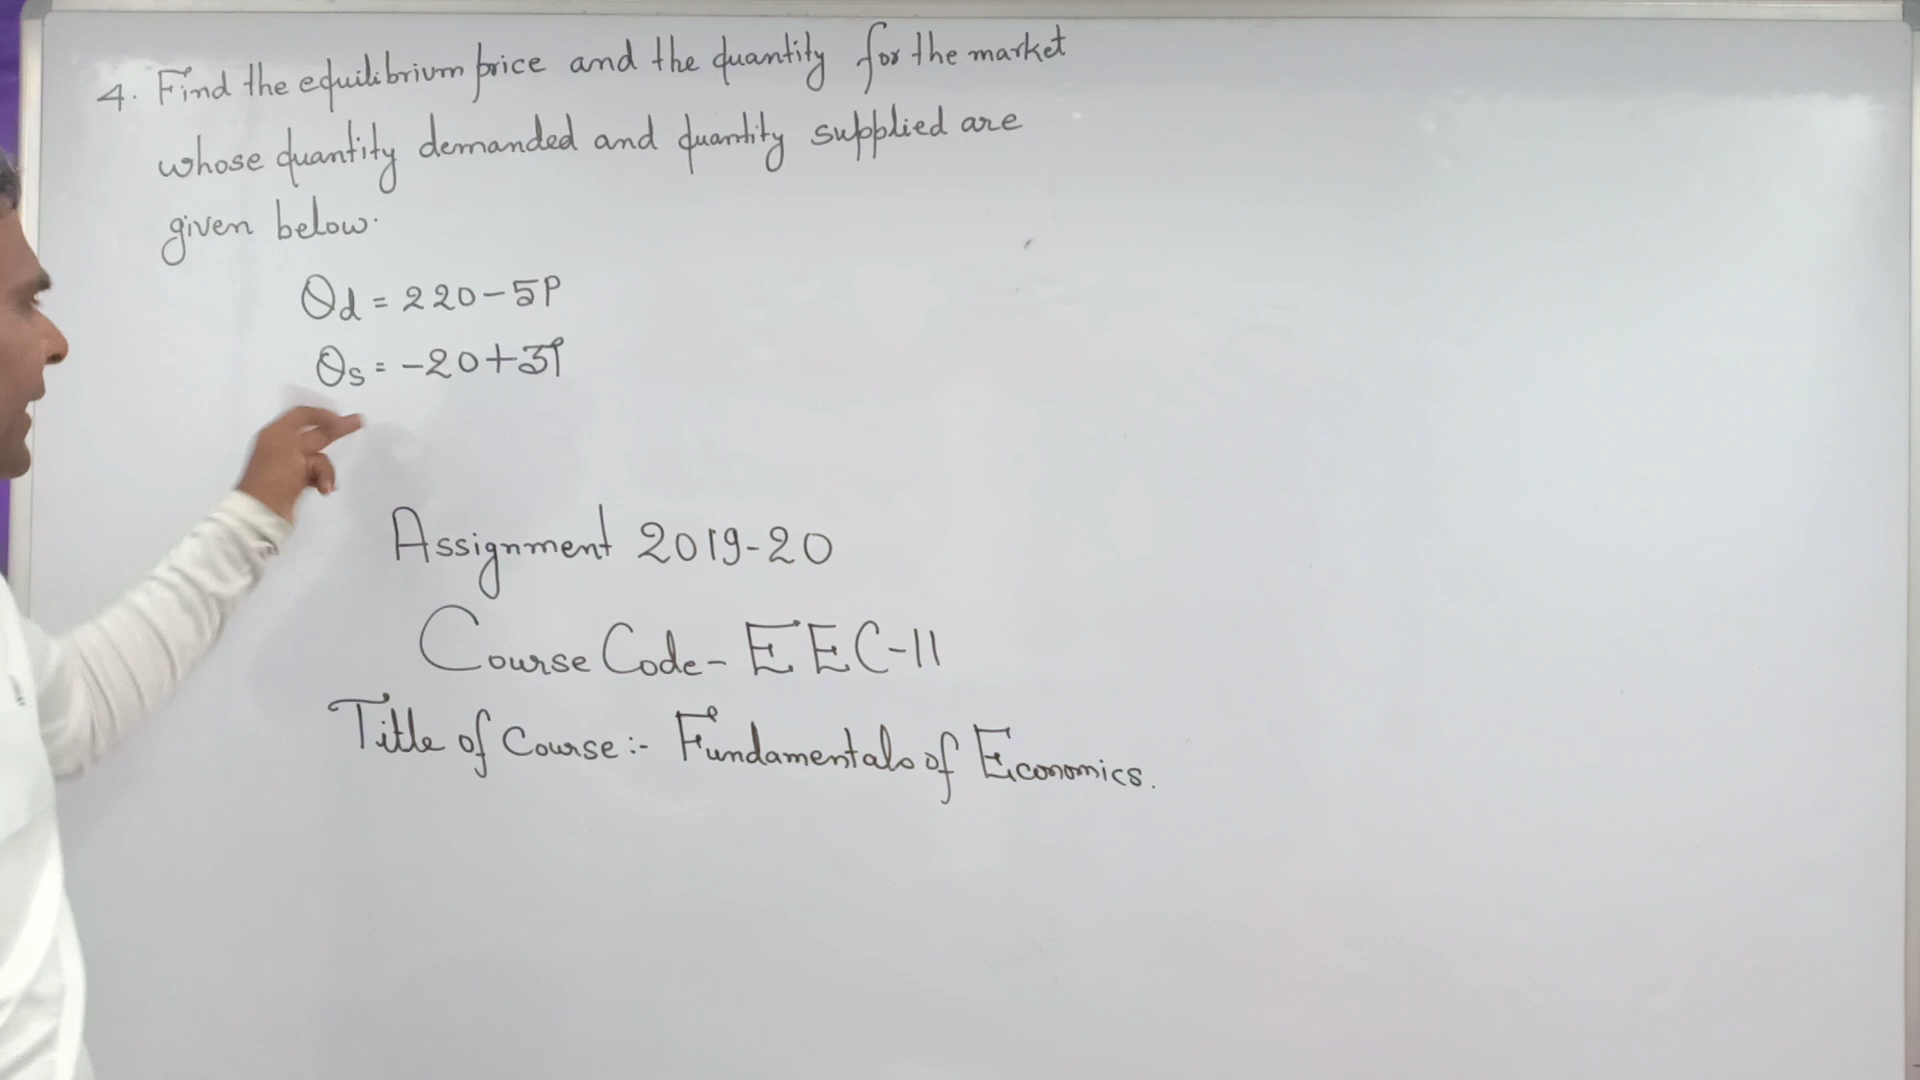 4. Find the equilibrium price and the quantity for the market
whose quantity demanded and quantity supplied are
given below.
Qd = 220-5P
Qs = -20+3P
Assignment 2019-20
Course Code- EEC-11
Title of Course:- Fundamentals of Economics.